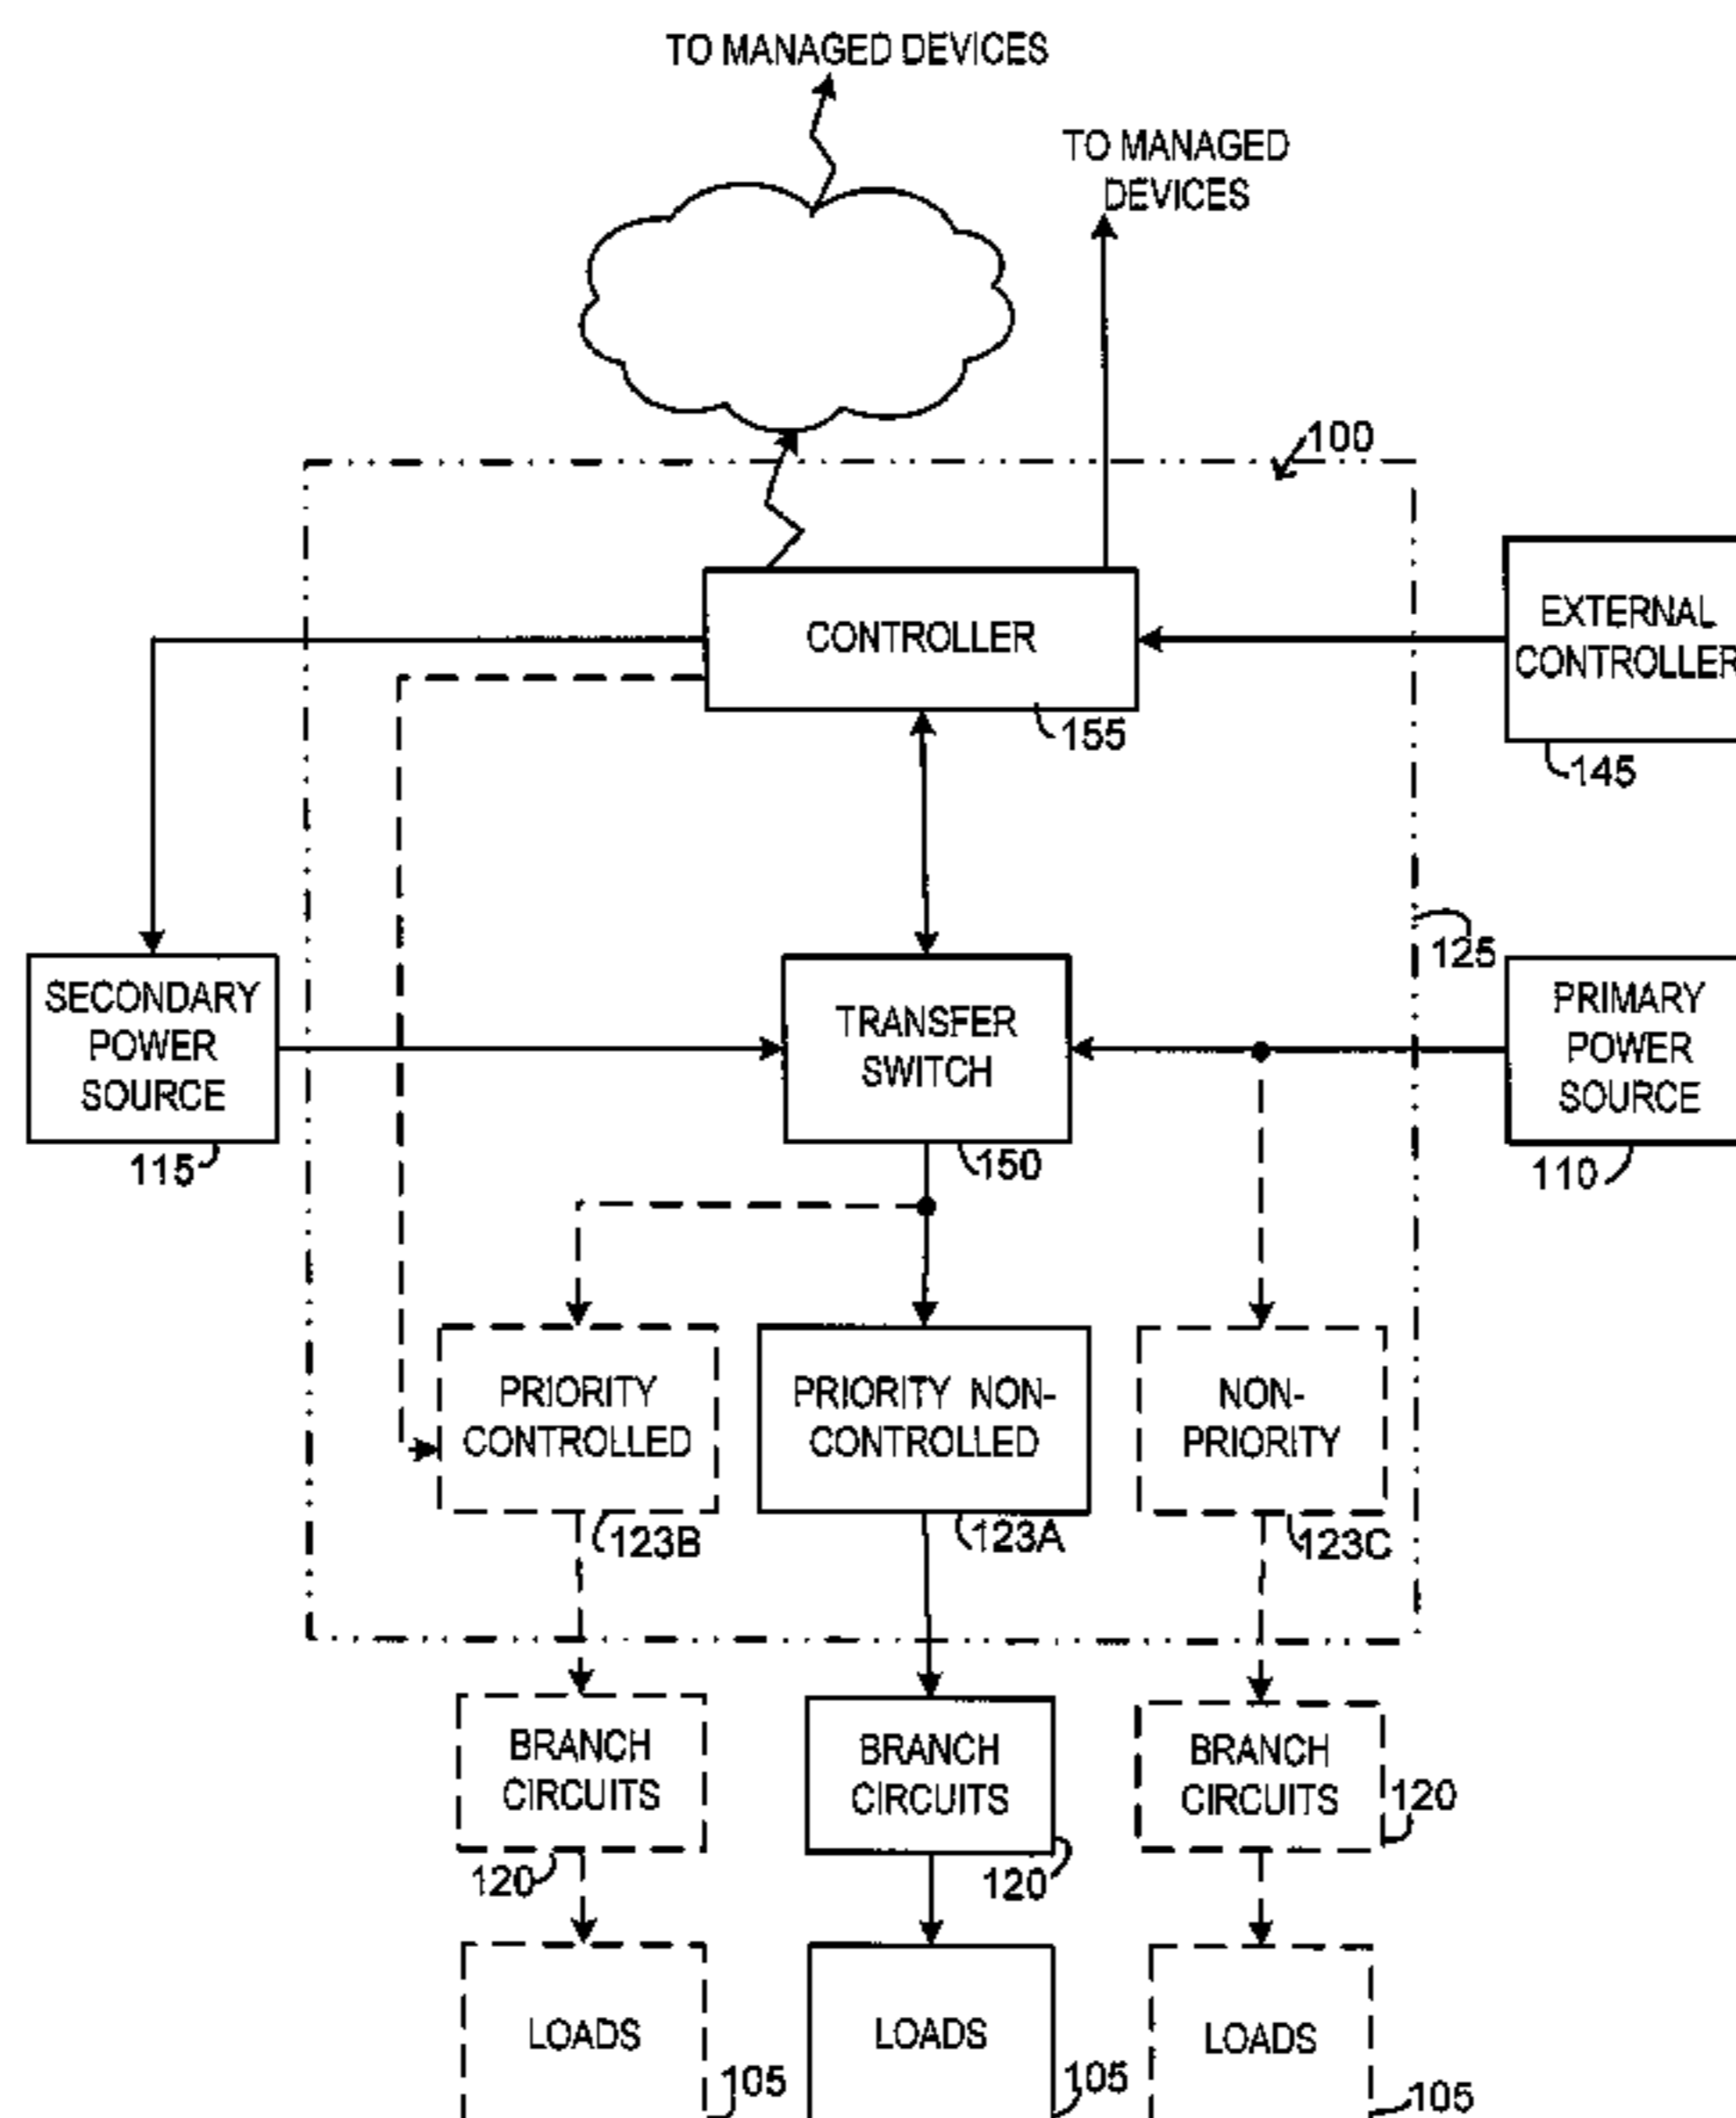 TO MANAGED DEVICES
TO MANAGED
DEVICES
100
CONTROLLER
155
EXTERNAL
CONTROLLER
145
125
SECONDARY
POWER
SOURCE
115
TRANSFER
SWITCH
150
PRIMARY
POWER
SOURCE
110
PRIORITY
CONTROLLED
123B
PRIORITY NON-
CONTROLLED
123A
NON-
PRIORITY
123C
BRANCH
CIRCUITS
120
BRANCH
CIRCUITS
120
BRANCH
CIRCUITS
120
LOADS
105
LOADS
105
LOADS
105